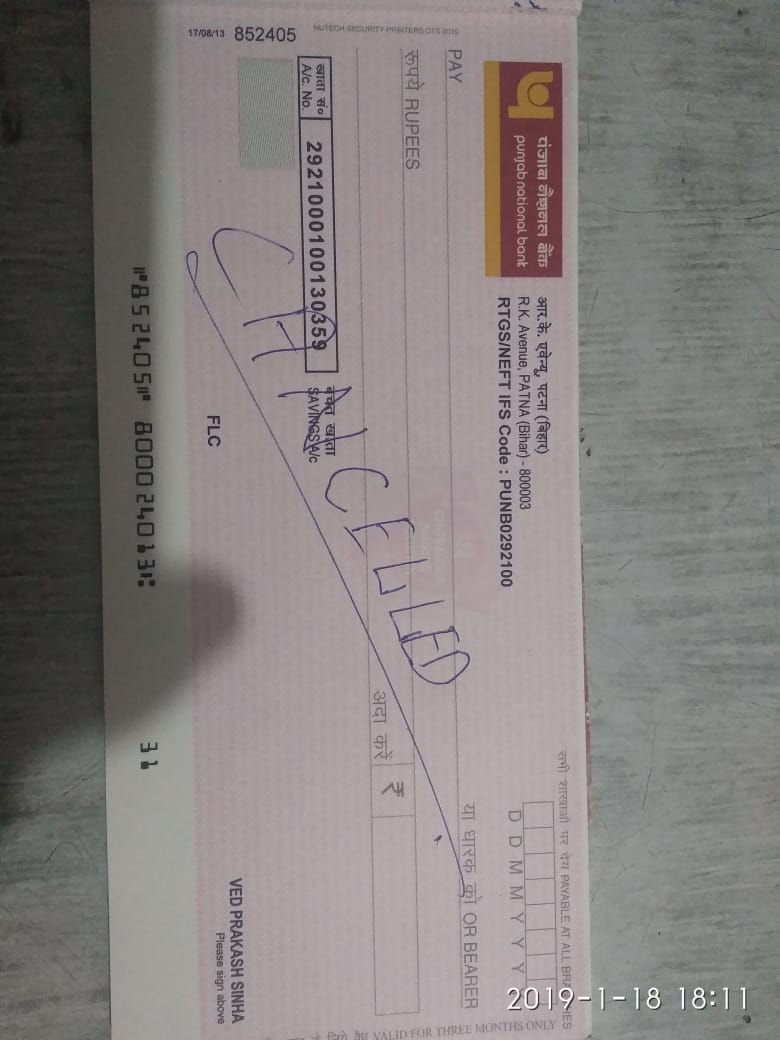 सभी शाखाओं पर देय PAYABLE AT ALL BRA HES
पंजाब नैशनल बैंक
punjab national bank
आर.के. एवेन्यू, पटना (बिहार)
R.K. Avenue, PATNA (Bihar) - 800003
RTGS/NEFT IFS Code : PUNB0292100
D D M M Y Y Y
PAY
या धारक को OR BEARER
रूपये RUPEES
अदा करें ₹
खाता सं०
A/c. No.
2921000100130359
बचत खाता
SAVINGS A/c
CANCELLED
NUTECH SECURITY PRINTERS CTS 2010
17/08/13 852405
FLC
VED PRAKASH SINHA
Please sign above
VALID FOR THREE MONTHS ONLY
⑈852405⑈ 800024013⑆ 31
2019-1-18 18:11